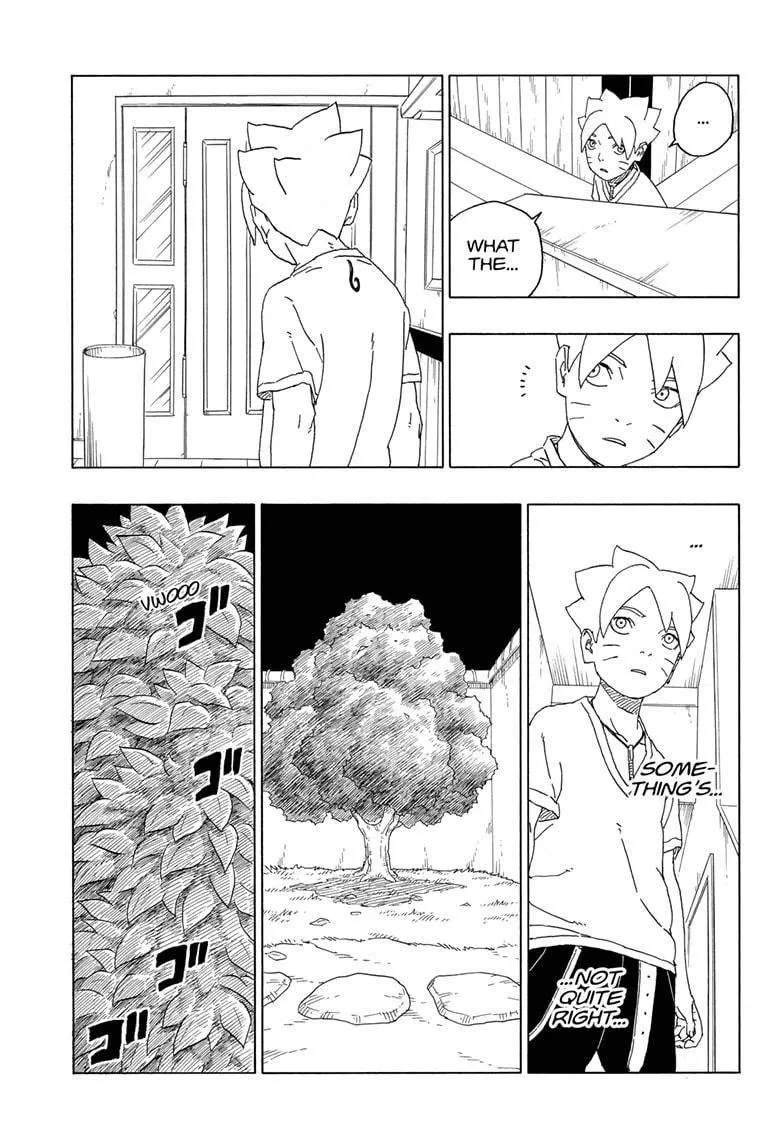 ...
WHAT
THE...
...
SOME-
THING'S...
...NOT
QUITE
RIGHT...
VWOOO
ゴ
ゴ
ゴ
ゴ